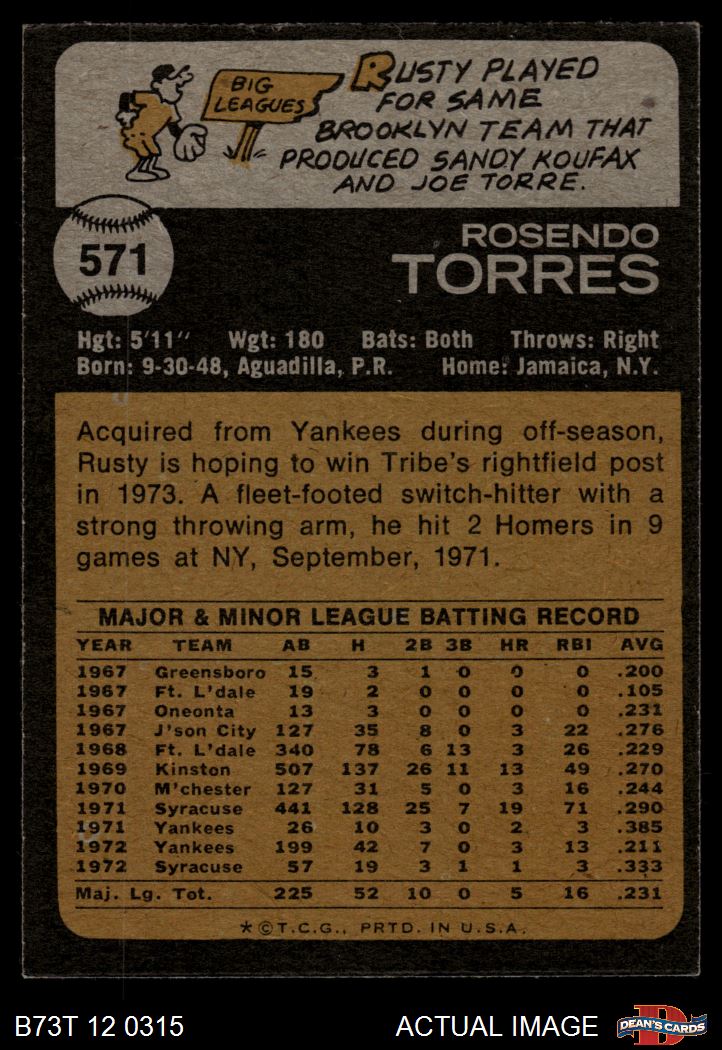 BIG
LEAGUES
RUSTY PLAYED
FOR SAME
BROOKLYN TEAM THAT
PRODUCED SANDY KOUFAX
AND JOE TORRE.
571
ROSENDO
TORRES
Hgt: 5'11" Wgt: 180 Bats: Both Throws: Right
Born: 9-30-48, Aguadilla, P.R. Home: Jamaica, N.Y.
Acquired from Yankees during off-season,
Rusty is hoping to win Tribe's rightfield post
in 1973. A fleet-footed switch-hitter with a
strong throwing arm, he hit 2 Homers in 9
games at NY, September, 1971.
MAJOR & MINOR LEAGUE BATTING RECORD
YEAR TEAM AB H 2B 3B HR RBI AVG
1967 Greensboro 15 3 1 0 0 0 .200
1967 Ft. L'dale 19 2 0 0 0 0 .105
1967 Oneonta 13 3 0 0 0 0 .231
1967 J'son City 127 35 8 0 3 22 .276
1968 Ft. L'dale 340 78 6 13 3 26 .229
1969 Kinston 507 137 26 11 13 49 .270
1970 M'chester 127 31 5 0 3 16 .244
1971 Syracuse 441 128 25 7 19 71 .290
1971 Yankees 26 10 3 0 2 3 .385
1972 Yankees 199 42 7 0 3 13 .211
1972 Syracuse 57 19 3 1 1 3 .333
Maj. Lg. Tot. 225 52 10 0 5 16 .231
*©T.C.G., PRTD. IN U.S.A.
B73T 12 0315 ACTUAL IMAGE
D
DEAN'S CARDS